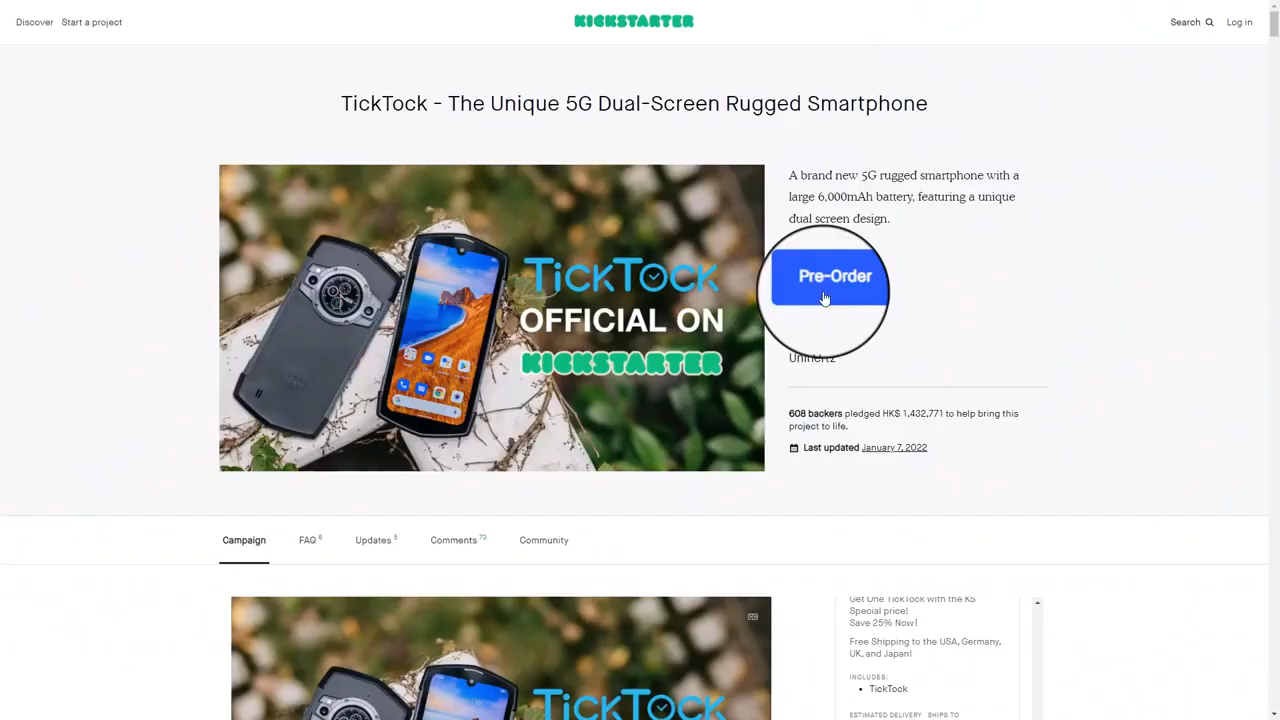 Discover Start a project
KICKSTARTER
Search Log in
TickTock - The Unique 5G Dual-Screen Rugged Smartphone
TickTock
OFFICIAL ON
KICKSTARTER
A brand new 5G rugged smartphone with a
large 6,000mAh battery, featuring a unique
dual screen design.
Pre-Order
Unihertz
608 backers pledged HK$ 1,432,771 to help bring this
project to life.
Last updated January 7, 2022
Campaign FAQ 6 Updates 5 Comments 73 Community
TickTock
Get One TickTock with the KS
Special price!
Save 25% Now!
Free Shipping to the USA, Germany,
UK, and Japan!
INCLUDES:
• TickTock
ESTIMATED DELIVERY SHIPS TO